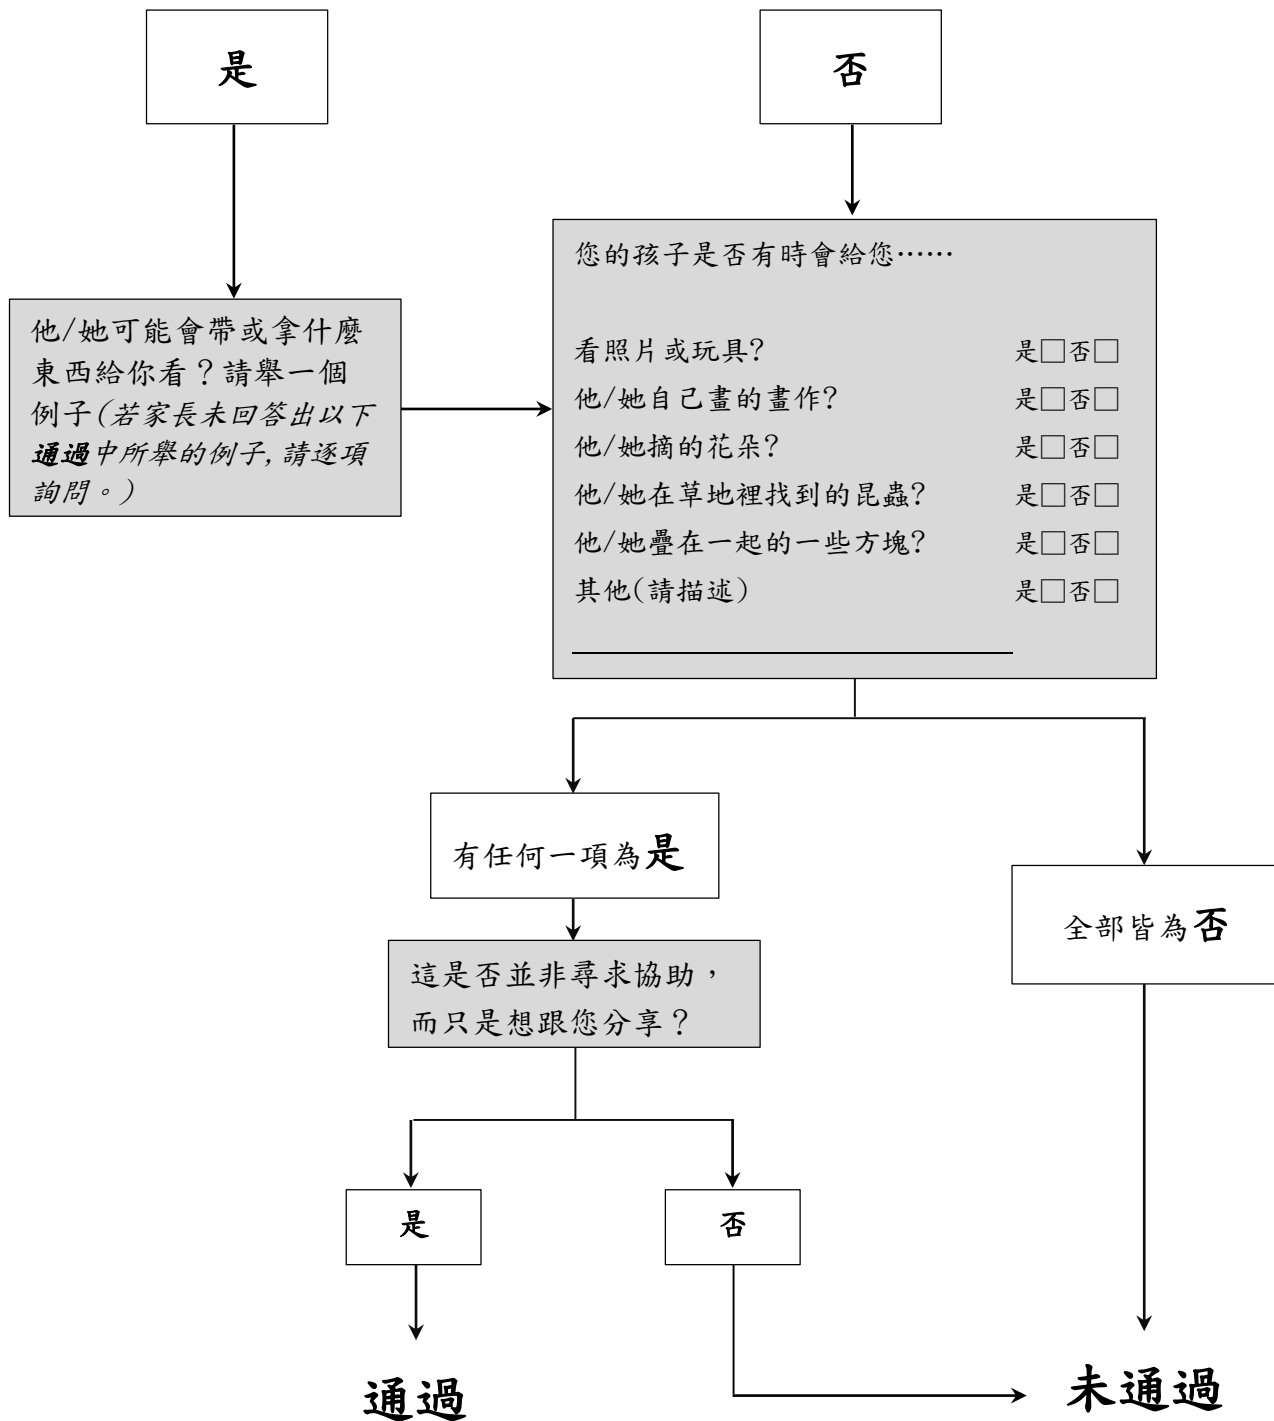 是
否
他/她可能會帶或拿什麼
東西給你看？請舉一個
例子(若家長未回答出以下
通過中所舉的例子,請逐項
詢問。)
您的孩子是否有時會給您……
看照片或玩具? 是□否□
他/她自己畫的畫作? 是□否□
他/她摘的花朵? 是□否□
他/她在草地裡找到的昆蟲? 是□否□
他/她疊在一起的一些方塊? 是□否□
其他(請描述) 是□否□
有任何一項為是
全部皆為否
這是否並非尋求協助，
而只是想跟您分享？
是
否
通過
未通過